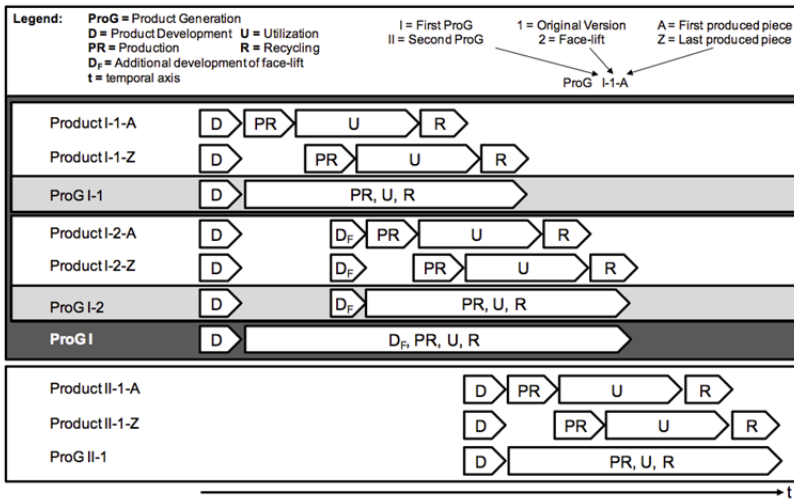 Legend: ProG = Product Generation
D = Product Development U = Utilization
PR = Production R = Recycling
DF = Additional development of face-lift
t = temporal axis
I = First ProG 1 = Original Version A = First produced piece
II = Second ProG 2 = Face-lift Z = Last produced piece
ProG I-1-A
Product I-1-A D PR U R
Product I-1-Z D PR U R
ProG I-1 D PR, U, R
Product I-2-A D DF PR U R
Product I-2-Z D DF PR U R
ProG I-2 D DF PR, U, R
ProG I D DF, PR, U, R
Product II-1-A D PR U R
Product II-1-Z D PR U R
ProG II-1 D PR, U, R
t